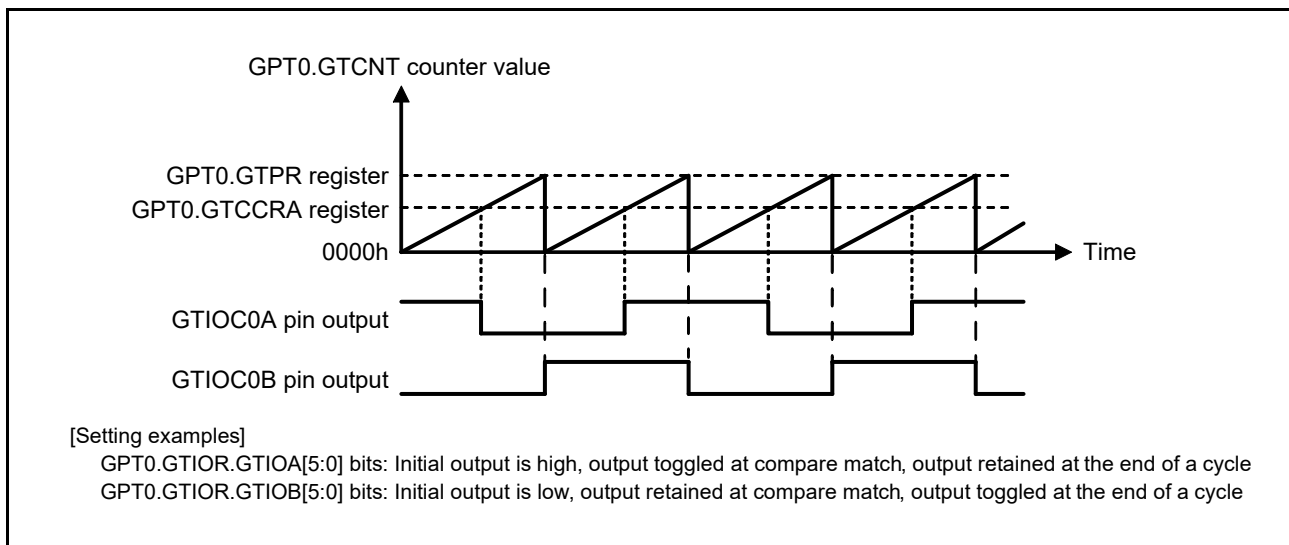 GPT0.GTCNT counter value
GPT0.GTPR register
GPT0.GTCCRA register
0000h
Time
GTIOC0A pin output
GTIOC0B pin output
[Setting examples]
GPT0.GTIOR.GTIOA[5:0] bits: Initial output is high, output toggled at compare match, output retained at the end of a cycle
GPT0.GTIOR.GTIOB[5:0] bits: Initial output is low, output retained at compare match, output toggled at the end of a cycle